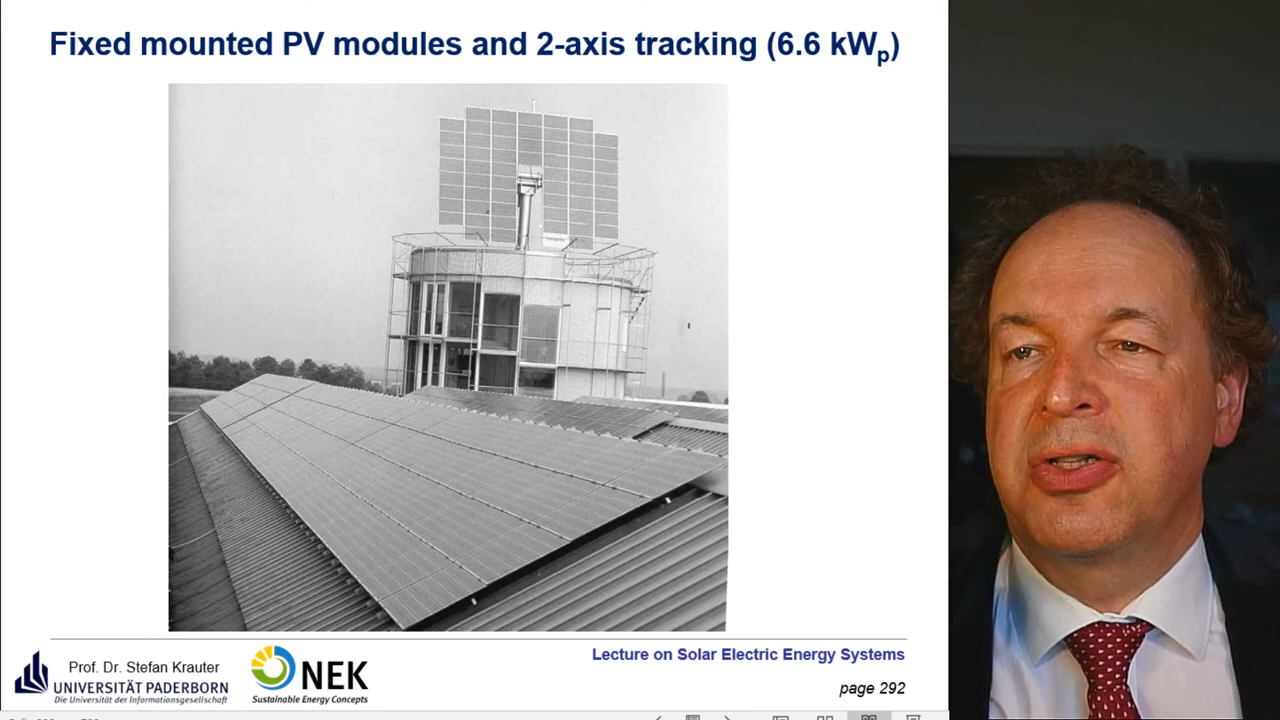 Fixed mounted PV modules and 2-axis tracking (6.6 kWp)
Lecture on Solar Electric Energy Systems
Prof. Dr. Stefan Krauter
UNIVERSITÄT PADERBORN
Die Universität der Informationsgesellschaft
NEK
Sustainable Energy Concepts
page 292